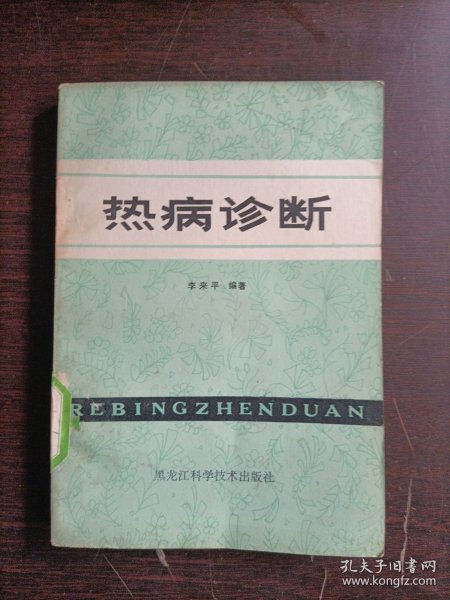 热病诊断
李来平 编著
REBINGZHENDUAN
黑龙江科学技术出版社
孔夫子旧书网
www.kongfz.com